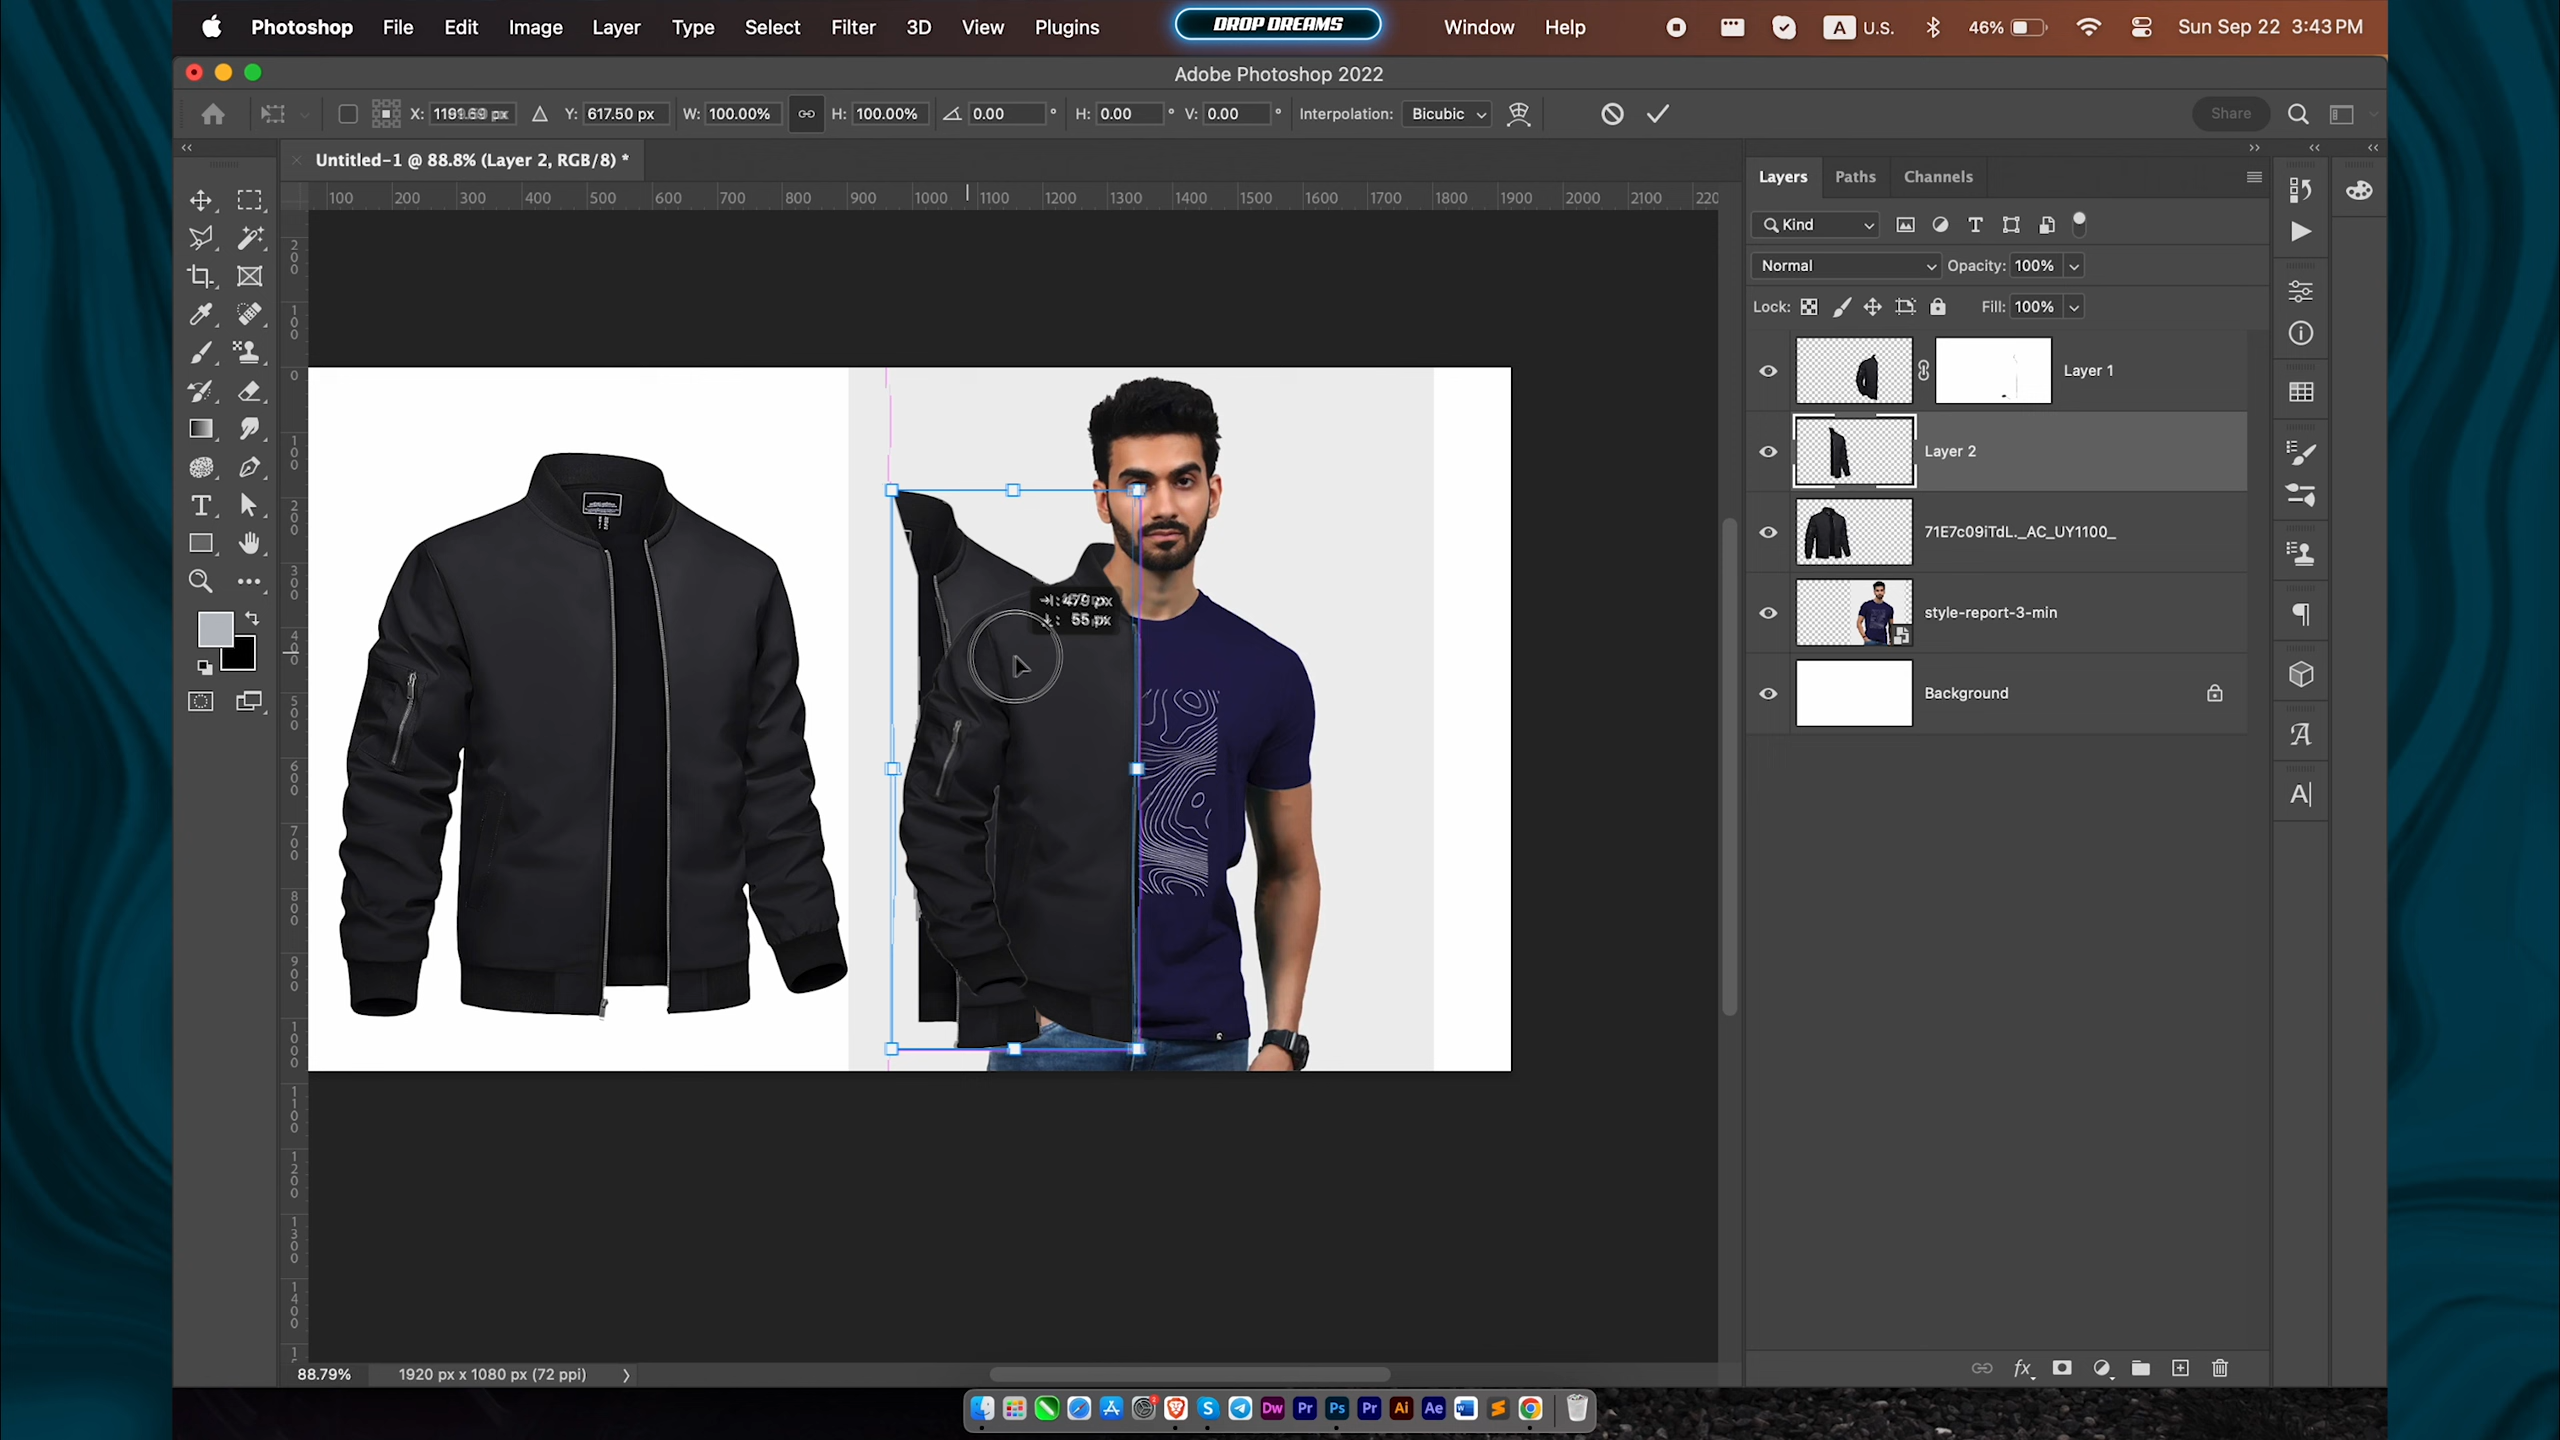 Photoshop File Edit Image Layer Type Select Filter 3D View Plugins DROP DREAMS Window Help A U.S. 46% Sun Sep 22 3:43 PM
Adobe Photoshop 2022
X: Y: 617.50 px W: 100.00% H: 100.00% 0.00 ° H: 0.00 ° V: 0.00 ° Interpolation: Bicubic Share
Untitled-1 @ 88.8% (Layer 2, RGB/8) *
Layers Paths Channels
100 200 300 400 500 600 700 800 900 1000 1100 1200 1300 1400 1500 1600 1700 1800 1900 2000 2100 220
Kind
Normal Opacity: 100%
Lock: Fill: 100%
Layer 1
Layer 2
71E7c09iTdL._AC_UY1100_
style-report-3-min
Background
479 px
55 px
200
100
0
100
200
300
400
500
600
700
800
900
1000
1100
1200
1300
1400
88.79% 1920 px x 1080 px (72 ppi)
Dw Pr Ps Pr Ai Ae